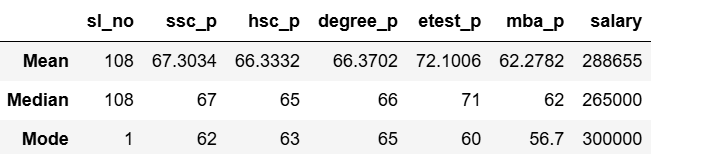 sl_no ssc_p hsc_p degree_p etest_p mba_p salary
Mean 108 67.3034 66.3332 66.3702 72.1006 62.2782 288655
Median 108 67 65 66 71 62 265000
Mode 1 62 63 65 60 56.7 300000